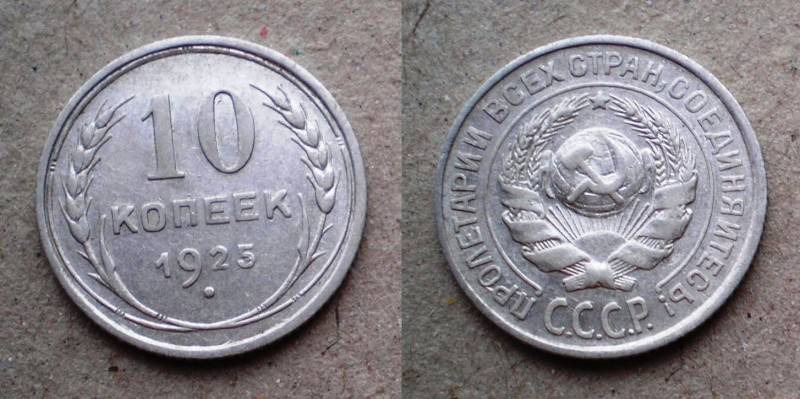 10
КОПЕЕК
1925
ПРОЛЕТАРИИ ВСЕХ СТРАН, СОЕДИНЯЙТЕСЬ!
С.С.С.Р.